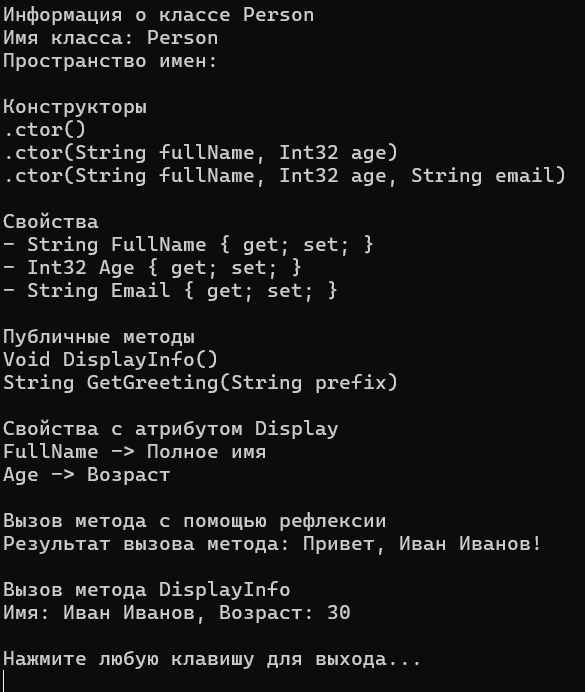 Информация о классе Person
Имя класса: Person
Пространство имен:
Конструкторы
.ctor()
.ctor(String fullName, Int32 age)
.ctor(String fullName, Int32 age, String email)
Свойства
- String FullName { get; set; }
- Int32 Age { get; set; }
- String Email { get; set; }
Публичные методы
Void DisplayInfo()
String GetGreeting(String prefix)
Свойства с атрибутом Display
FullName -> Полное имя
Age -> Возраст
Вызов метода с помощью рефлексии
Результат вызова метода: Привет, Иван Иванов!
Вызов метода DisplayInfo
Имя: Иван Иванов, Возраст: 30
Нажмите любую клавишу для выхода...